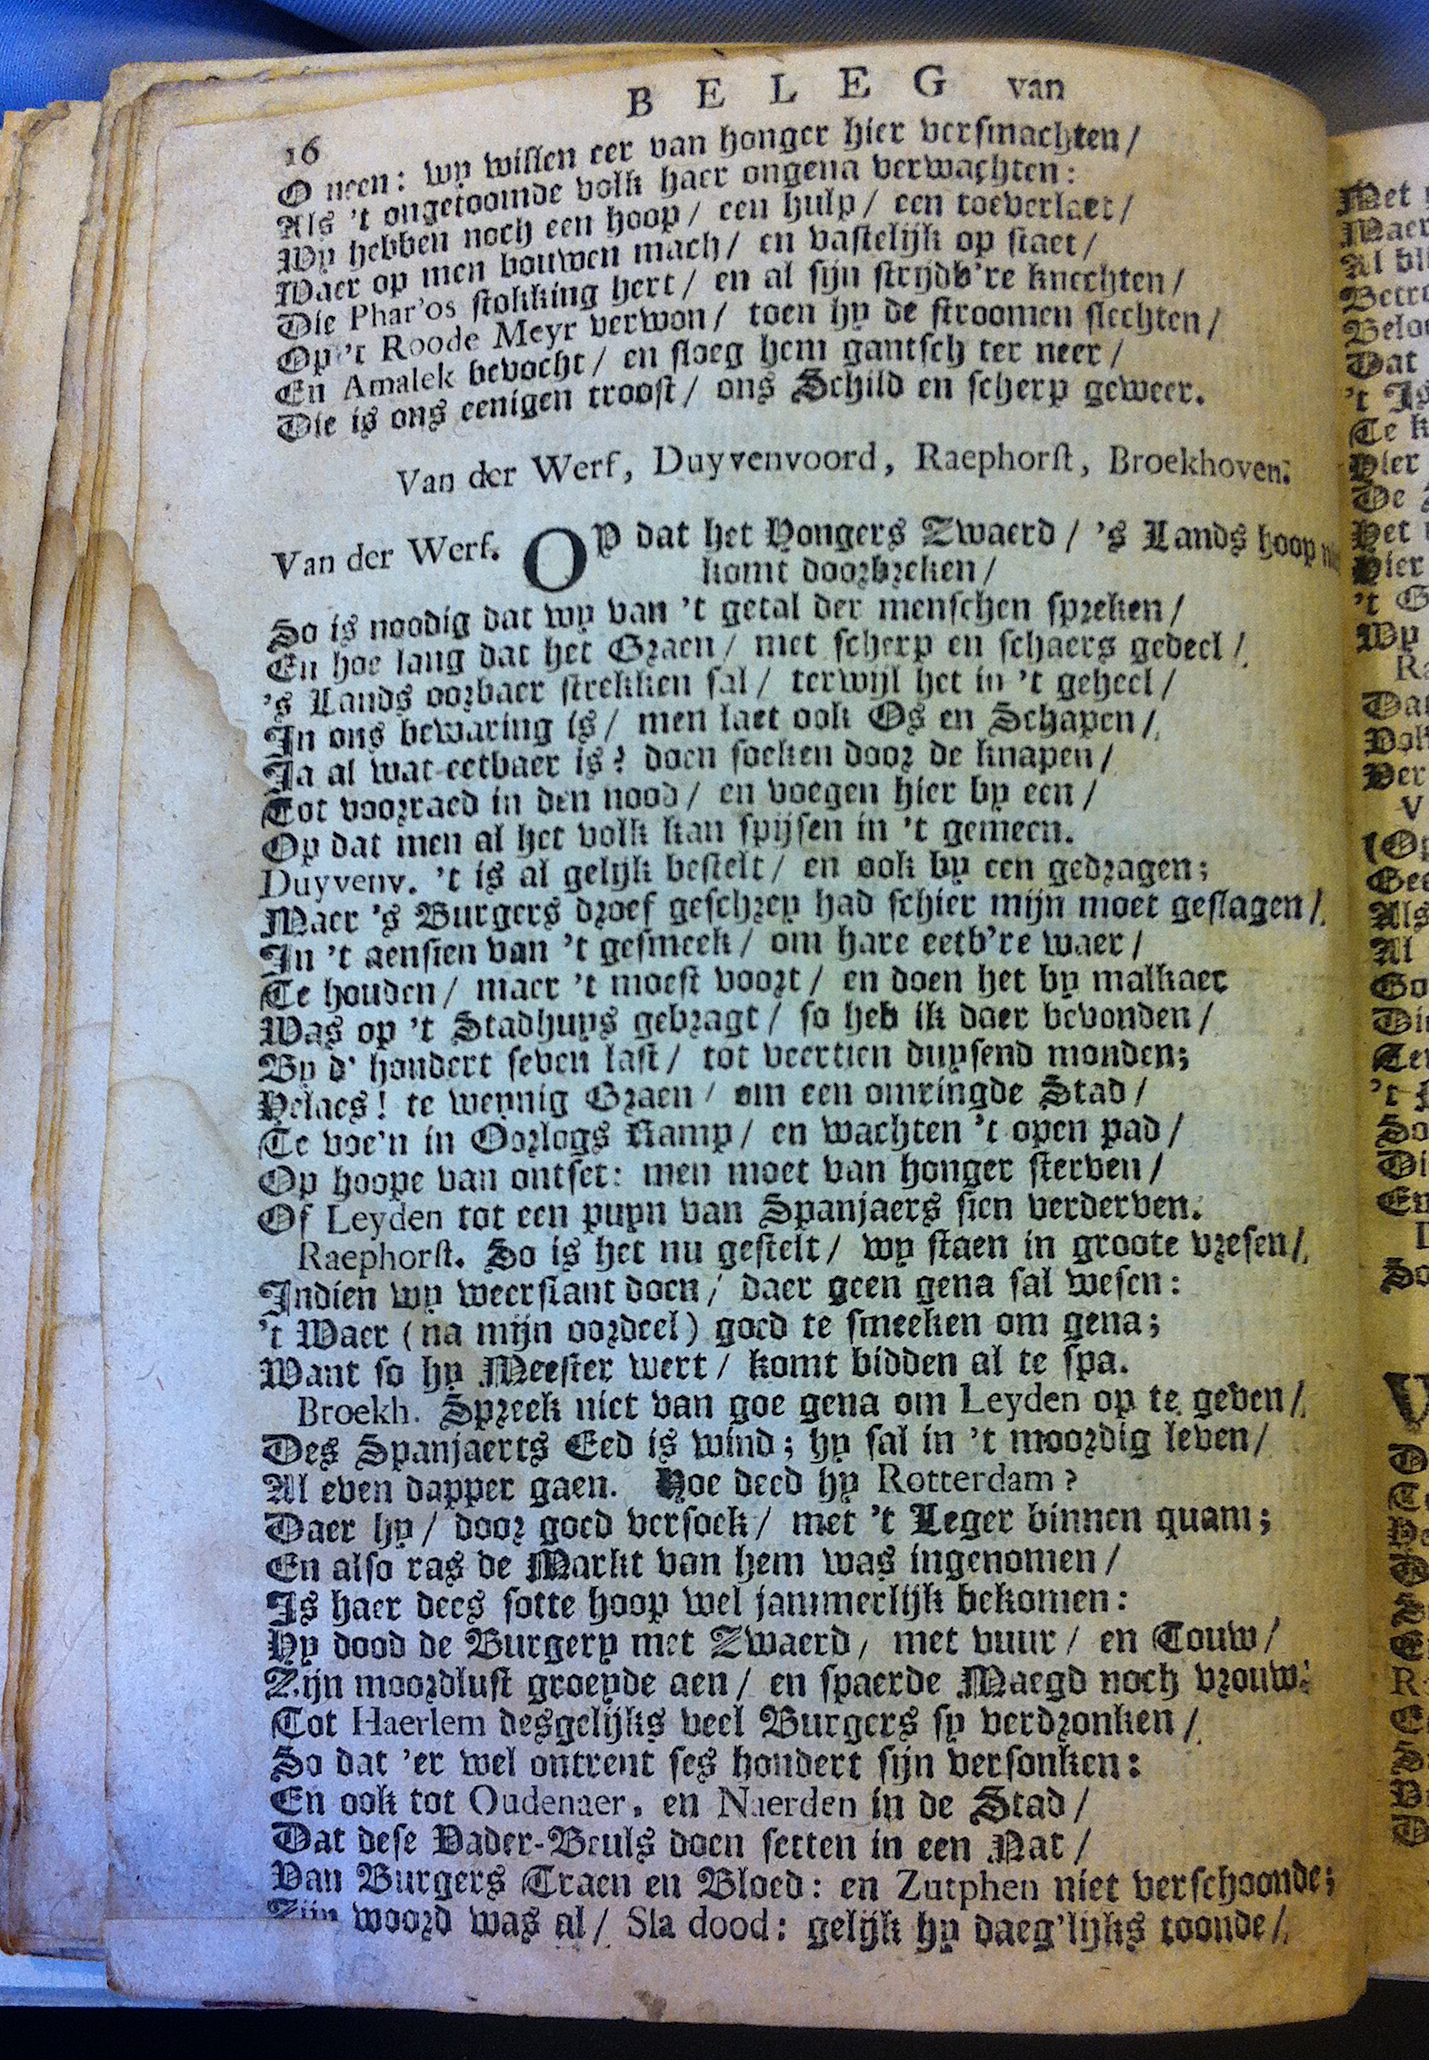 16 BELEG van
O neen: wy willen eer van honger hier versmachten /
Als 't ongetoomde volk haer ongena verwachten:
Wy hebben noch een hoop / een hulp / een toeverlaet /
Waer op men bouwen mach / en vastelijk op staet /
Die Phar'os stokking hert / en al sijn strijdb're knechten /
Op 't Roode Meyr verwon / toen hy de stroomen slechten /
En Amalek bevocht / en sloeg hem gantsch ter neer /
Die is ons eenigen troost / ons Schild en scherp geweer.
Van der Werf, Duyvenvoord, Raephorst, Broekhoven.
Van der Werf. OP dat het Hongers Zwaerd / 's Lands hoop
komt doorbreken /
So is noodig dat wy van 't getal der menschen spreken /
En hoe lang dat het Graen / met scherp en schaers gedeel /
's Lands oorbaer strekken sal / terwijl het in 't geheel /
In ons bewaring is / men laet ook Os en Schapen /
Ja al wat eetbaer is? doen soeken door de knapen /
Tot voorraed in den nood / en voegen hier by een /
Op dat men al het volk kan spijsen in 't gemeen.
Duyvenv. 't is al gelijk bestelt / en ook by een gedragen;
Maer 's Burgers droef geschrey had schier mijn moet geslagen /
In 't aensien van 't gesmeek / om hare eetb're waer /
Te houden / maer 't moest voort / en doen het by malkaer
Was op 't Stadhuys gebragt / so heb ik daer bevonden /
By d' hondert seven last / tot veertien duysend monden;
Helaes! te weynig Graen / om een omringde Stad /
Te voe'n in Oorlogs Kamp / en wachten 't open pad /
Op hoope van ontset: men moet van honger sterven /
Of Leyden tot een puyn van Spanjaers sien verderven.
Raephorst. So is het nu gestelt / wy staen in groote vresen /
Indien wy weerstant doen / daer geen gena sal wesen:
't Waer (na mijn oordeel) goed te smeeken om gena;
Want so hy Meester wert / komt bidden al te spa.
Broekh. Spreek niet van goe gena om Leyden op te geven /
Des Spanjaerts Eed is wind; hy sal in 't moordig leven /
Al even dapper gaen. Hoe deed hy Rotterdam?
Daer hy / door goed versoek / met 't Leger binnen quam;
En also ras de Markt van hem was ingenomen /
Is haer dees sotte hoop wel jammerlijk bekomen:
Hy dood de Burgery met Zwaerd / met vuur / en Touw /
Zijn moordlust groeyde aen / en spaerde Maegd noch vrouw:
Tot Haerlem desgelijks veel Burgers sy verdronken /
So dat 'er wel ontrent ses hondert sijn versonken:
En ook tot Oudenaer, en Naerden in de Stad /
Dat dese Vader-Beuls doen setten in een Nat /
Van Burgers Traen en Bloed: en Zutphen niet verschoonde;
Zijn woord was al / Sla dood: gelijk hy daeg'lijks toonde /